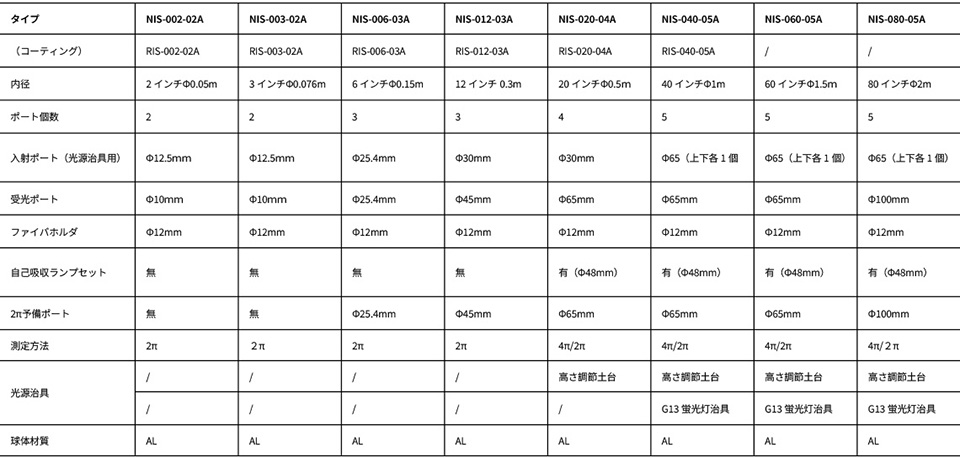 タイプ NIS-002-02A NIS-003-02A NIS-006-03A NIS-012-03A NIS-020-04A NIS-040-05A NIS-060-05A NIS-080-05A
（コーティング） RIS-002-02A RIS-003-02A RIS-006-03A RIS-012-03A RIS-020-04A RIS-040-05A / /
内径 2 インチΦ0.05m 3 インチΦ0.076m 6 インチΦ0.15m 12 インチ 0.3m 20 インチΦ0.5m 40 インチΦ1m 60 インチΦ1.5m 80 インチΦ2m
ポート個数 2 2 3 3 4 5 5 5
入射ポート（光源治具用） Φ12.5mm Φ12.5mm Φ25.4mm Φ30mm Φ30mm Φ65（上下各 1 個 Φ65（上下各 1 個） Φ65（上下各 1 個）
受光ポート Φ10mm Φ10mm Φ25.4mm Φ45mm Φ65mm Φ65mm Φ65mm Φ100mm
ファイバホルダ Φ12mm Φ12mm Φ12mm Φ12mm Φ12mm Φ12mm Φ12mm Φ12mm
自己吸収ランプセット 無 無 無 無 有（Φ48mm） 有（Φ48mm） 有（Φ48mm） 有（Φ48mm）
2π予備ポート 無 無 Φ25.4mm Φ45mm Φ65mm Φ65mm Φ65mm Φ100mm
測定方法 2π ２π 2π 2π 4π/2π 4π/2π 4π/2π 4π/２π
光源治具 / / / / 高さ調節土台 高さ調節土台 高さ調節土台 高さ調節土台
/ / / / / G13 蛍光灯治具 G13 蛍光灯治具 G13 蛍光灯治具
球体材質 AL AL AL AL AL AL AL AL